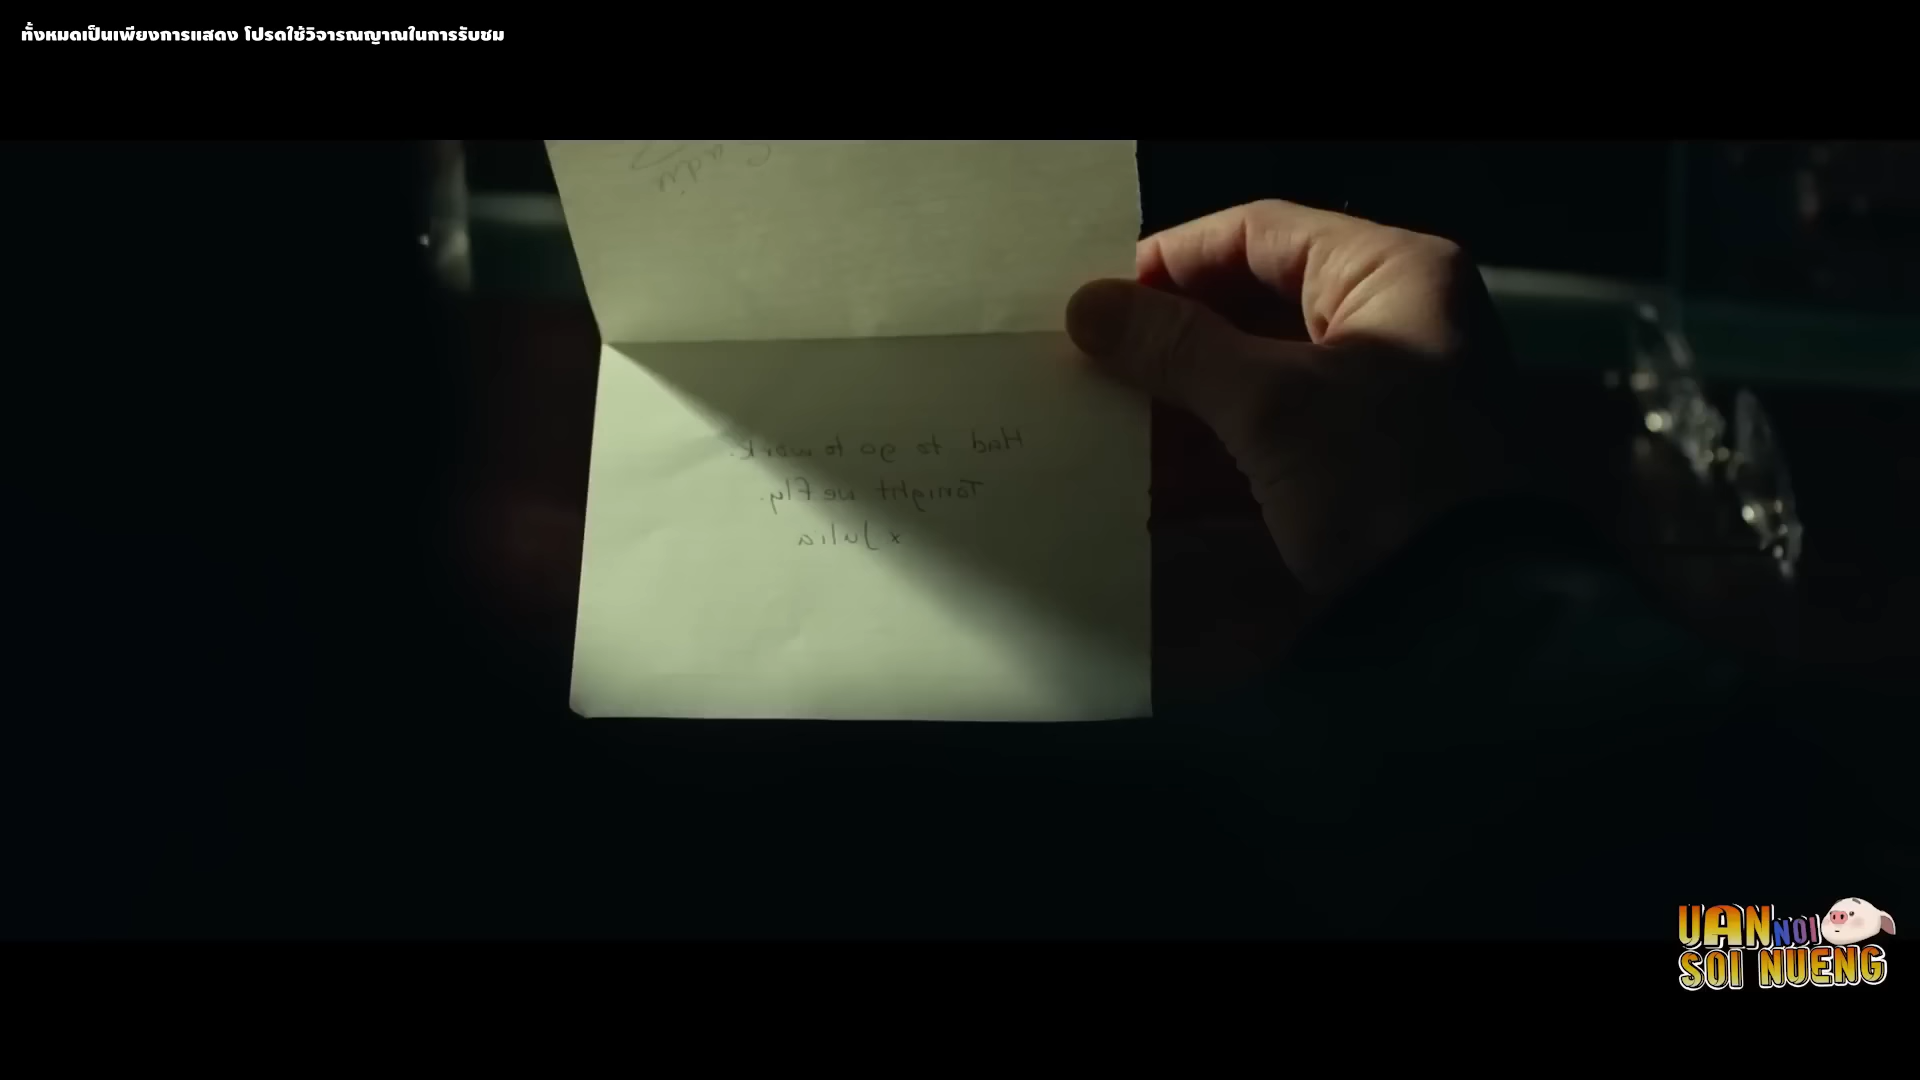 ทั้งหมดเป็นเพียงการแสดง โปรดใช้วิจารณญาณในการรับชม
Had to go to work.
Tonight we fly.
x Julia
UAN NOI
SOI NUENG